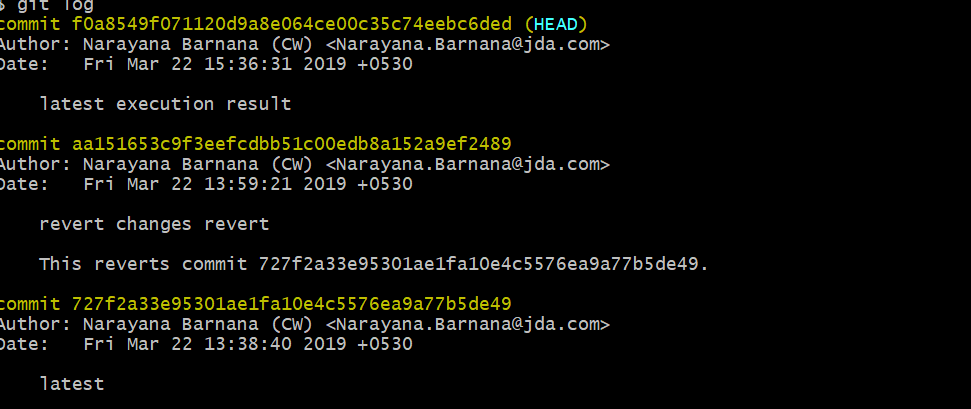 $ git log
commit f0a8549f071120d9a8e064ce00c35c74eebc6ded (HEAD)
Author: Narayana Barnana (CW) <Narayana.Barnana@jda.com>
Date:   Fri Mar 22 15:36:31 2019 +0530
latest execution result
commit aa151653c9f3eefcdbb51c00edb8a152a9ef2489
Author: Narayana Barnana (CW) <Narayana.Barnana@jda.com>
Date:   Fri Mar 22 13:59:21 2019 +0530
revert changes revert
This reverts commit 727f2a33e95301ae1fa10e4c5576ea9a77b5de49.
commit 727f2a33e95301ae1fa10e4c5576ea9a77b5de49
Author: Narayana Barnana (CW) <Narayana.Barnana@jda.com>
Date:   Fri Mar 22 13:38:40 2019 +0530
latest